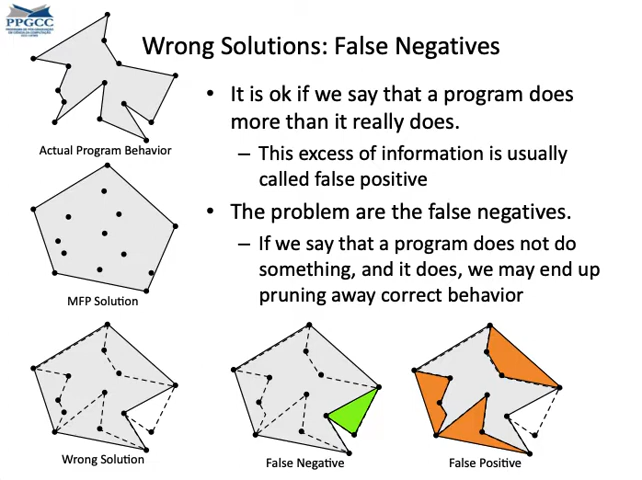 PPGCC
Wrong Solutions: False Negatives
Actual Program Behavior
• It is ok if we say that a program does
more than it really does.
– This excess of information is usually
called false positive
• The problem are the false negatives.
– If we say that a program does not do
something, and it does, we may end up
pruning away correct behavior
MFP Solution
Wrong Solution
False Negative
False Positive